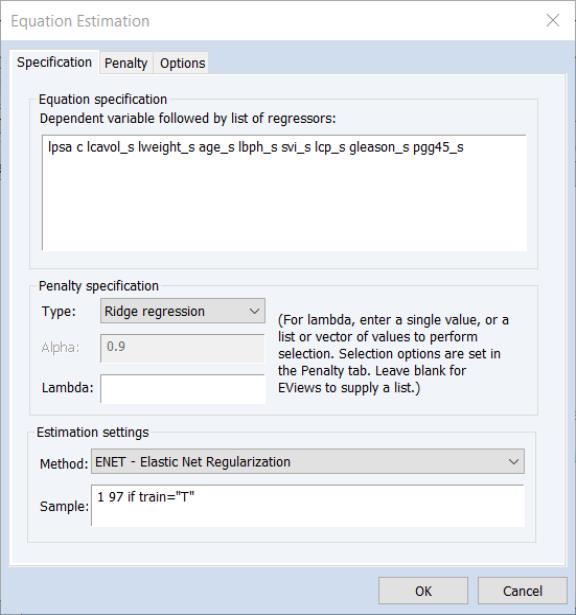 Equation Estimation
Specification Penalty Options
Equation specification
Dependent variable followed by list of regressors:
lpsa c lcavol_s lweight_s age_s lbph_s svi_s lcp_s gleason_s pgg45_s
Penalty specification
Type: Ridge regression
Alpha: 0.9
Lambda:
(For lambda, enter a single value, or a
list or vector of values to perform
selection. Selection options are set in
the Penalty tab. Leave blank for
EViews to supply a list.)
Estimation settings
Method: ENET - Elastic Net Regularization
Sample: 1 97 if train="T"
OK Cancel